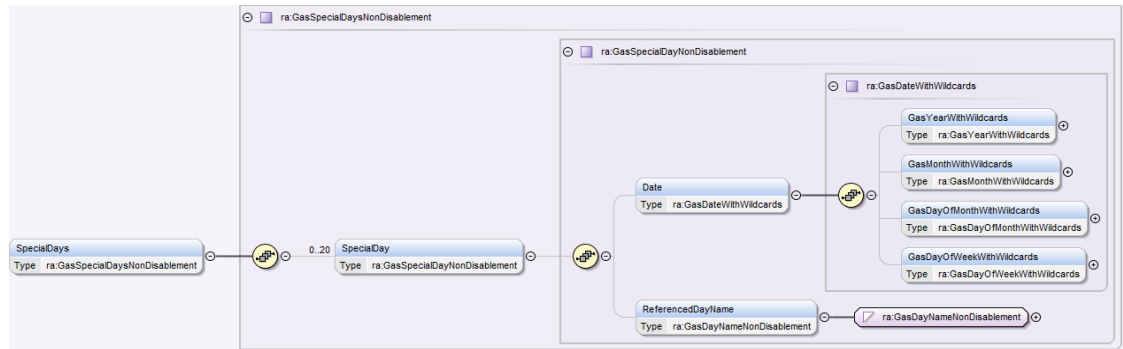 ra:GasSpecialDaysNonDisablement
ra:GasSpecialDayNonDisablement
ra:GasDateWithWildcards
GasYearWithWildcards
Type ra:GasYearWithWildcards
GasMonthWithWildcards
Type ra:GasMonthWithWildcards
Date
Type ra:GasDateWithWildcards
GasDayOfMonthWithWildcards
Type ra:GasDayOfMonthWithWildcards
SpecialDays
Type ra:GasSpecialDaysNonDisablement
0..20
SpecialDay
Type ra:GasSpecialDayNonDisablement
GasDayOfWeekWithWildcards
Type ra:GasDayOfWeekWithWildcards
ReferencedDayName
Type ra:GasDayNameNonDisablement
ra:GasDayNameNonDisablement